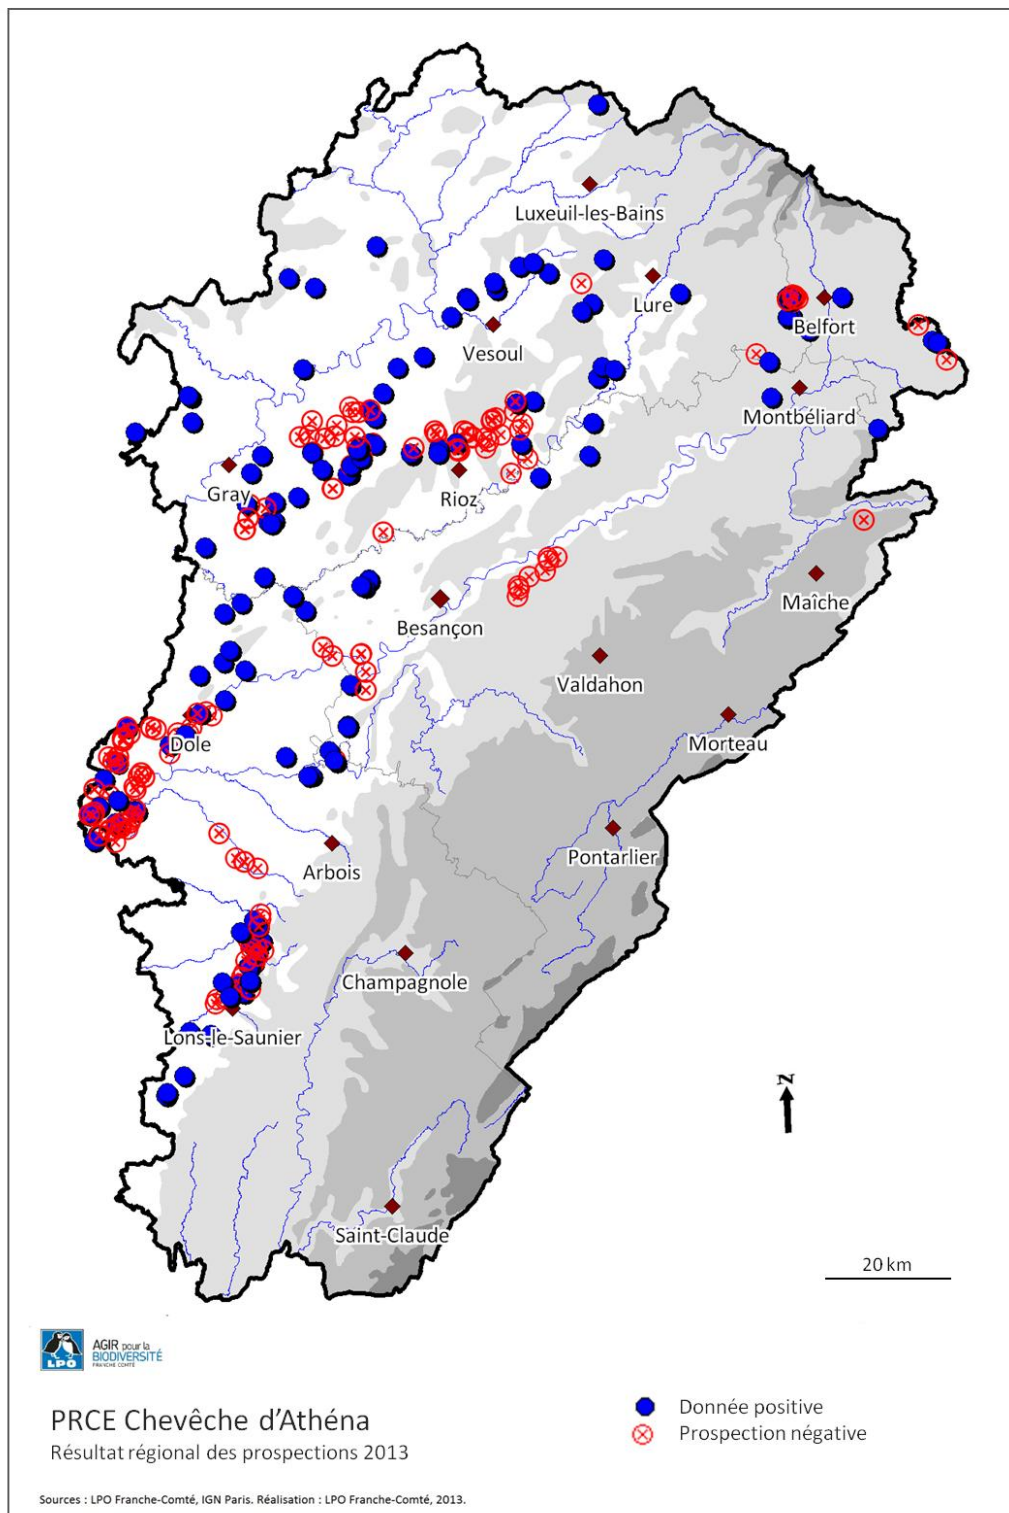 Luxeuil-les-Bains
Lure
Belfort
Vesoul
Montbéliard
Gray
Rioz
Maîche
Besançon
Valdahon
Morteau
Dole
Pontarlier
Arbois
Champagnole
Lons-le-Saunier
N
Saint-Claude
20 km
LPO
AGIR pour la
BIODIVERSITÉ
FRANCHE-COMTÉ
PRCE Chevêche d'Athéna
Résultat régional des prospections 2013
Donnée positive
Prospection négative
Sources : LPO Franche-Comté, IGN Paris. Réalisation : LPO Franche-Comté, 2013.